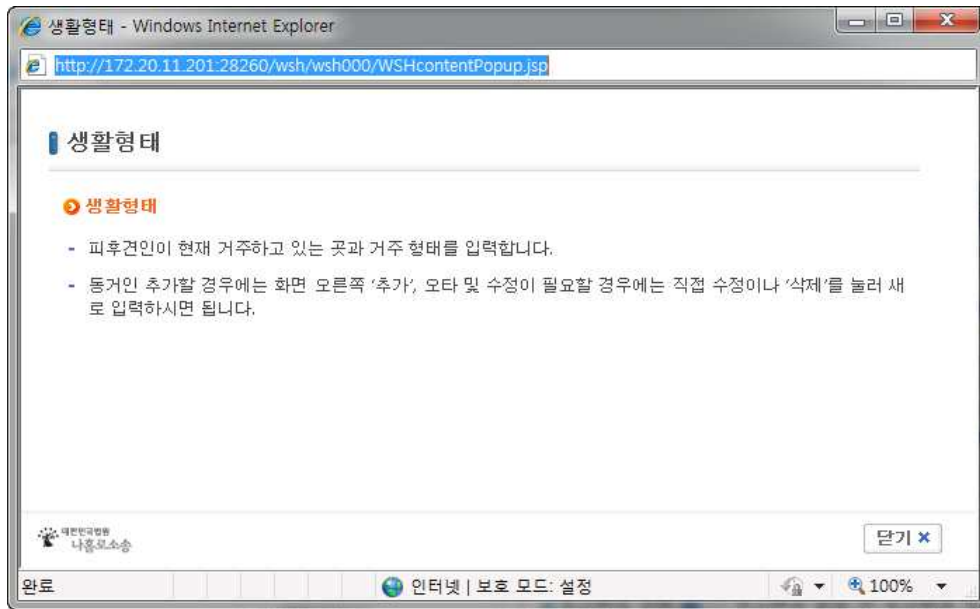 생활형태 - Windows Internet Explorer
http://172.20.11.201:28260/wsh/wsh000/WSHcontentPopup.jsp
생활형태
생활형태
- 피후견인이 현재 거주하고 있는 곳과 거주 형태를 입력합니다.
- 동거인 추가할 경우에는 화면 오른쪽 ‘추가’, 오타 및 수정이 필요할 경우에는 직접 수정이나 ‘삭제’를 눌러 새
로 입력하시면 됩니다.
대한민국법원
나홀로소송
닫기 ×
완료 인터넷 | 보호 모드: 설정 100%